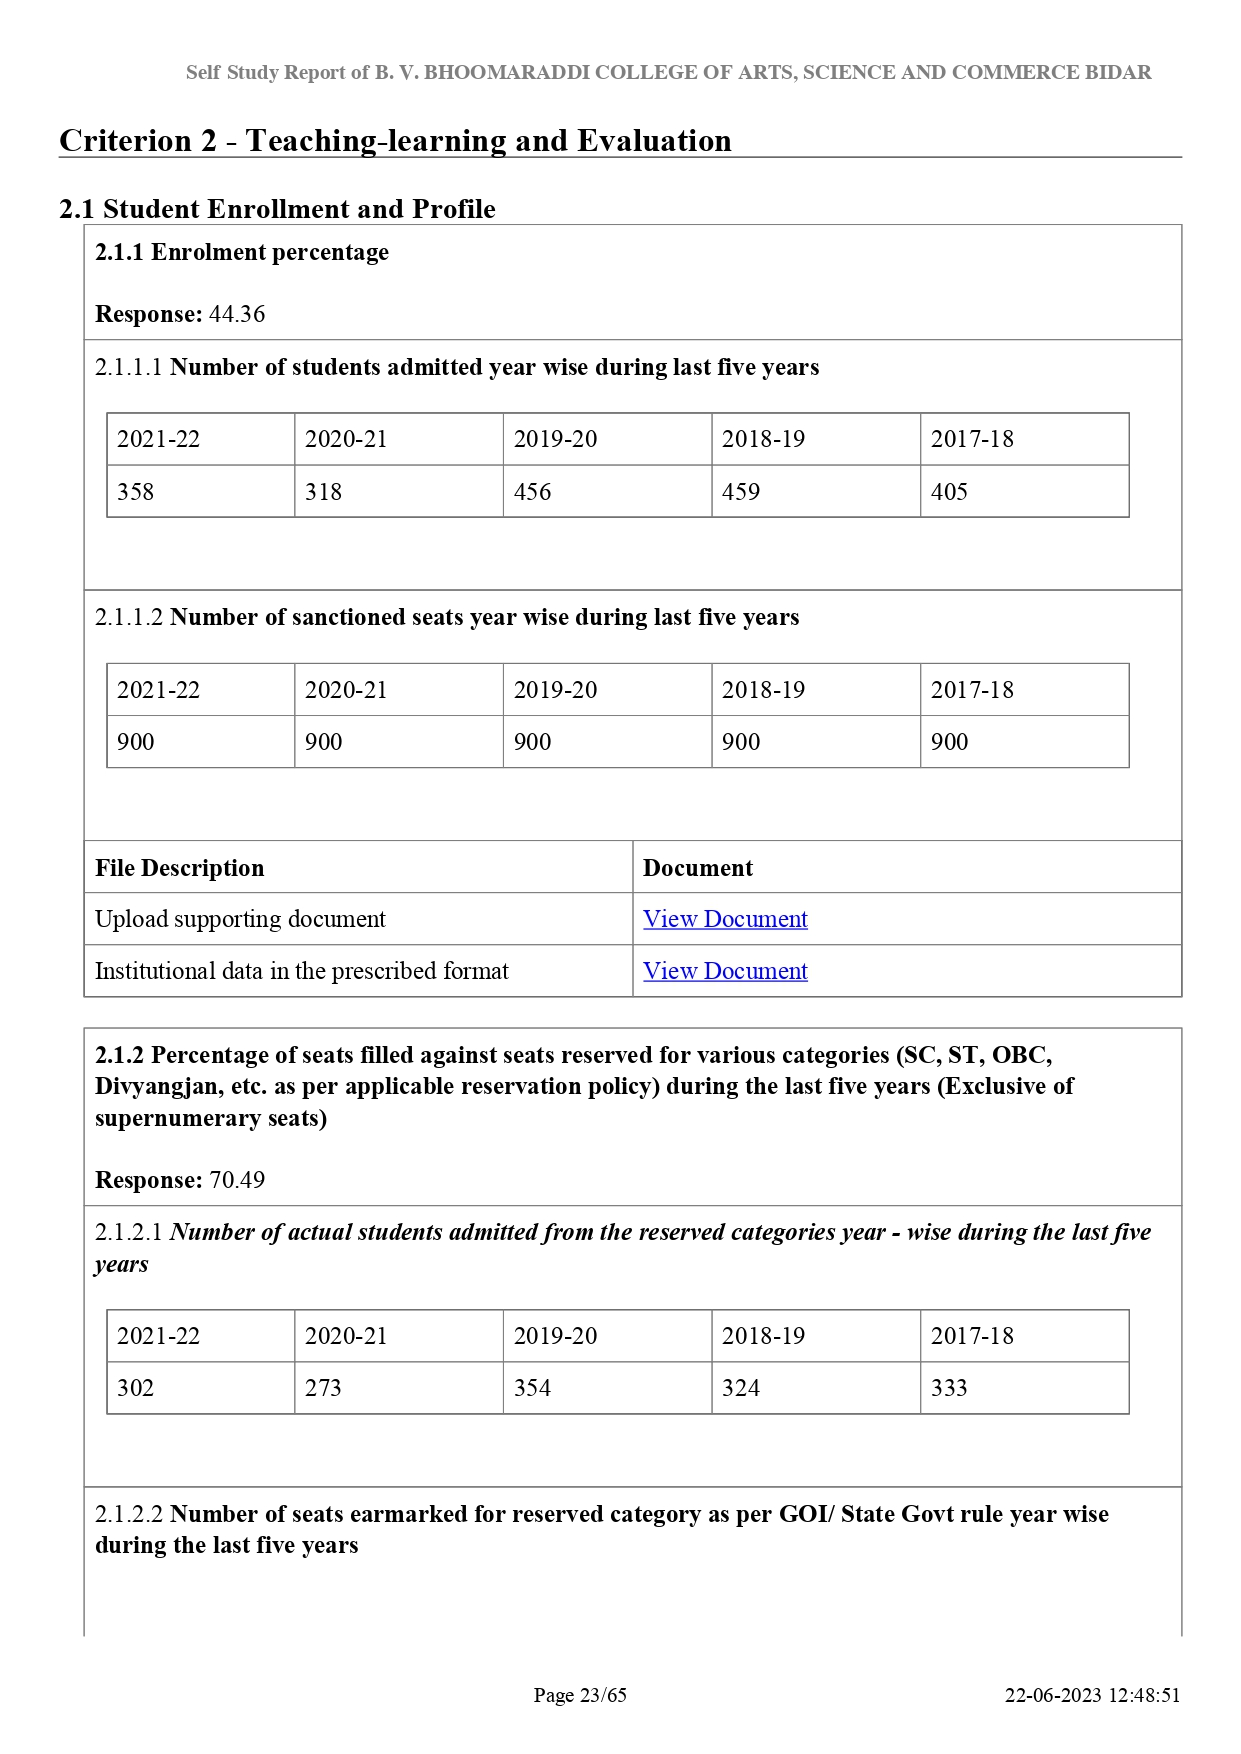 Self Study Report of B. V. BHOOMARADDI COLLEGE OF ARTS, SCIENCE AND COMMERCE BIDAR
Criterion 2 - Teaching-learning and Evaluation
2.1 Student Enrollment and Profile
2.1.1 Enrolment percentage
Response: 44.36
2.1.1.1 Number of students admitted year wise during last five years
2021-22 2020-21 2019-20 2018-19 2017-18
358 318 456 459 405
2.1.1.2 Number of sanctioned seats year wise during last five years
2021-22 2020-21 2019-20 2018-19 2017-18
900 900 900 900 900
File Description Document
Upload supporting document View Document
Institutional data in the prescribed format View Document
2.1.2 Percentage of seats filled against seats reserved for various categories (SC, ST, OBC,
Divyangjan, etc. as per applicable reservation policy) during the last five years (Exclusive of
supernumerary seats)
Response: 70.49
2.1.2.1 Number of actual students admitted from the reserved categories year - wise during the last five
years
2021-22 2020-21 2019-20 2018-19 2017-18
302 273 354 324 333
2.1.2.2 Number of seats earmarked for reserved category as per GOI/ State Govt rule year wise
during the last five years
Page 23/65 22-06-2023 12:48:51